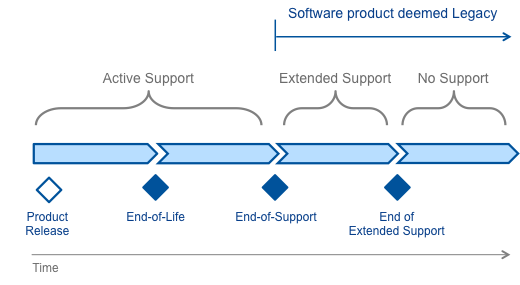 Software product deemed Legacy
Active Support
Extended Support
No Support
Product
Release
End-of-Life
End-of-Support
End of
Extended Support
Time